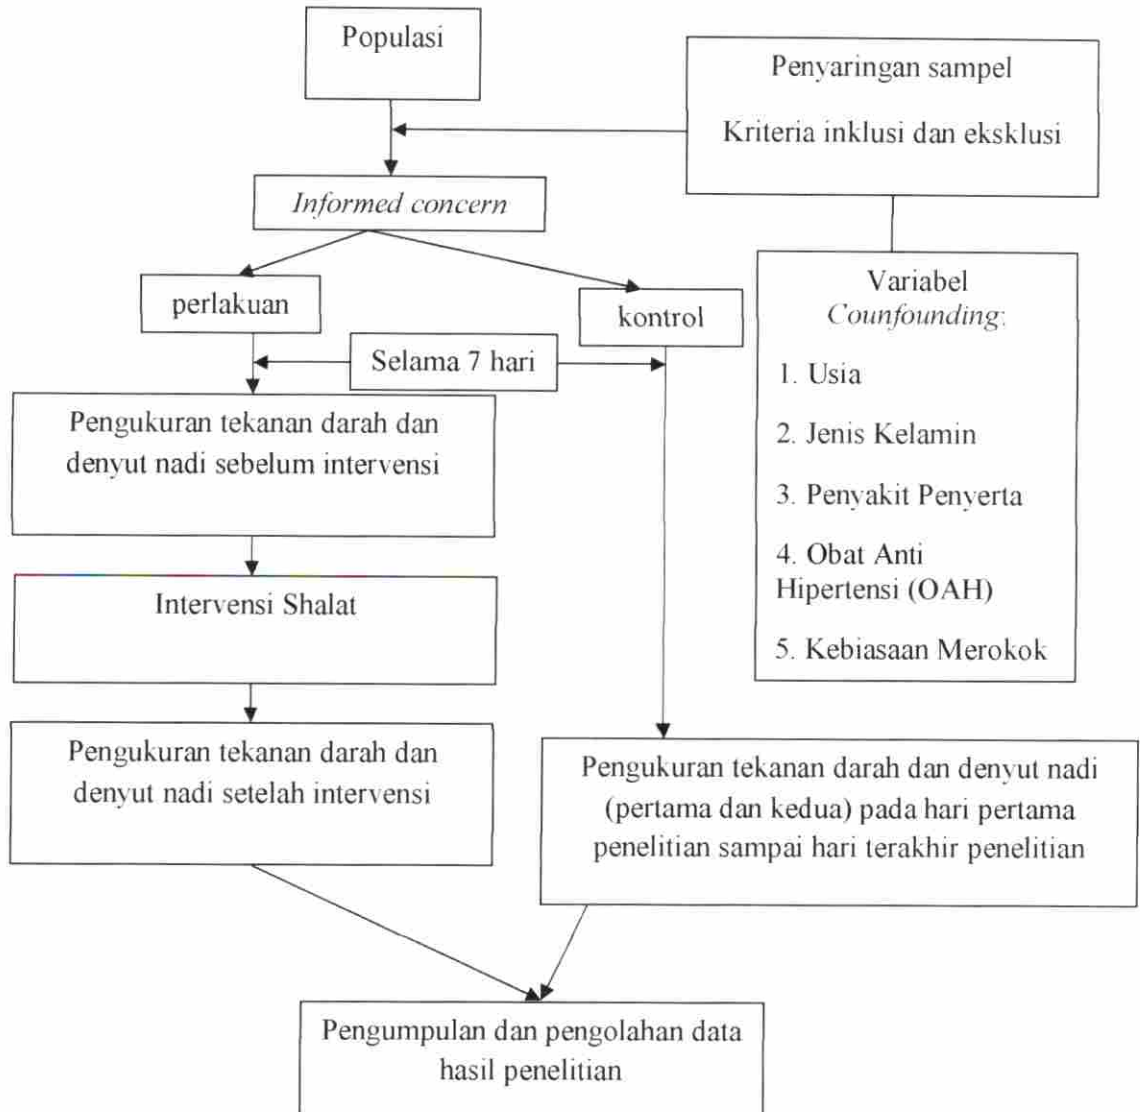 Populasi
Penyaringan sampel
Kriteria inklusi dan eksklusi
Informed concern
perlakuan
kontrol
Selama 7 hari
Variabel
Counfounding:
1. Usia
2. Jenis Kelamin
3. Penyakit Penyerta
4. Obat Anti
Hipertensi (OAH)
5. Kebiasaan Merokok
Pengukuran tekanan darah dan
denyut nadi sebelum intervensi
Intervensi Shalat
Pengukuran tekanan darah dan
denyut nadi setelah intervensi
Pengukuran tekanan darah dan denyut nadi
(pertama dan kedua) pada hari pertama
penelitian sampai hari terakhir penelitian
Pengumpulan dan pengolahan data
hasil penelitian